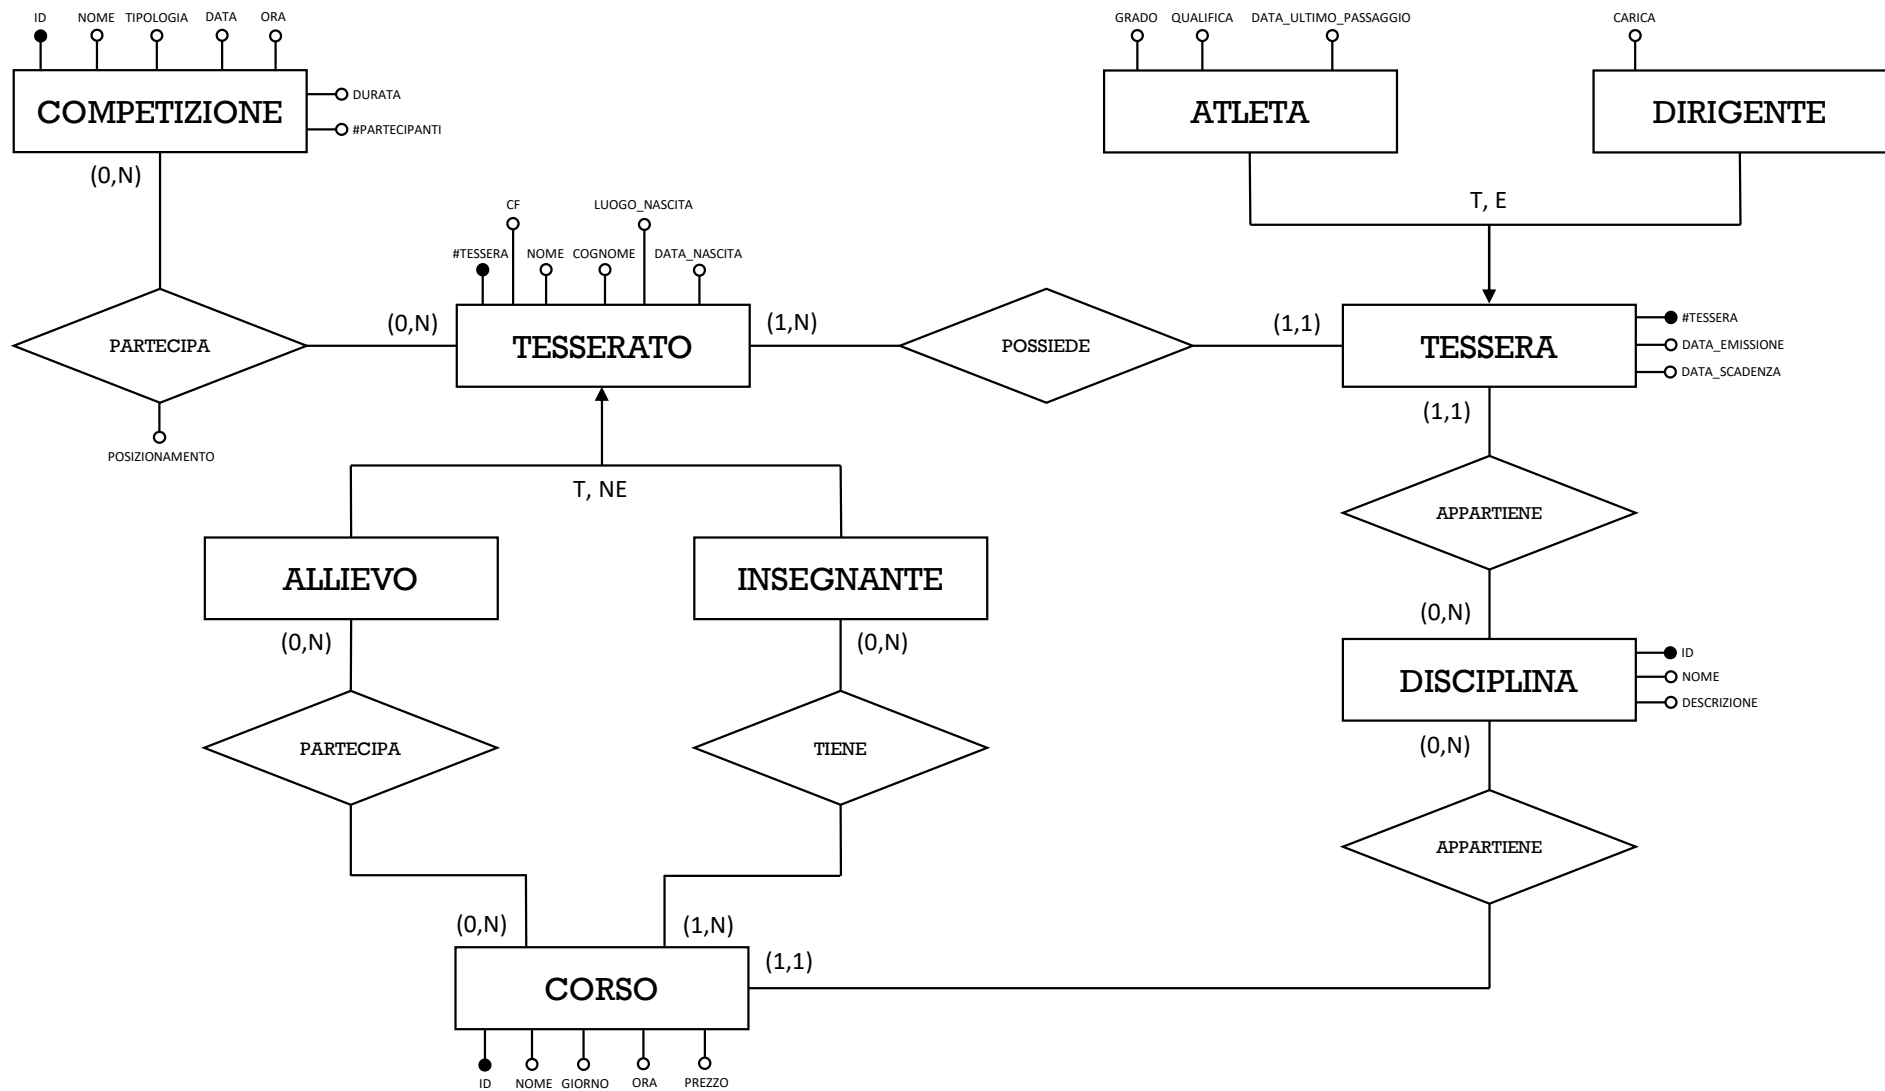 ID NOME TIPOLOGIA DATA ORA
COMPETIZIONE
DURATA
#PARTECIPANTI
(0,N)
GRADO QUALIFICA DATA_ULTIMO_PASSAGGIO
ATLETA
CARICA
DIRIGENTE
T, E
CF
LUOGO_NASCITA
#TESSERA NOME COGNOME DATA_NASCITA
PARTECIPA
(0,N)
TESSERATO
(1,N)
POSSIEDE
(1,1)
TESSERA
#TESSERA
DATA_EMISSIONE
DATA_SCADENZA
POSIZIONAMENTO
(1,1)
T, NE
APPARTIENE
ALLIEVO
INSEGNANTE
(0,N)
(0,N)
(0,N)
DISCIPLINA
ID
NOME
DESCRIZIONE
(0,N)
PARTECIPA
TIENE
APPARTIENE
(0,N)
(1,N)
(1,1)
CORSO
ID NOME GIORNO ORA PREZZO